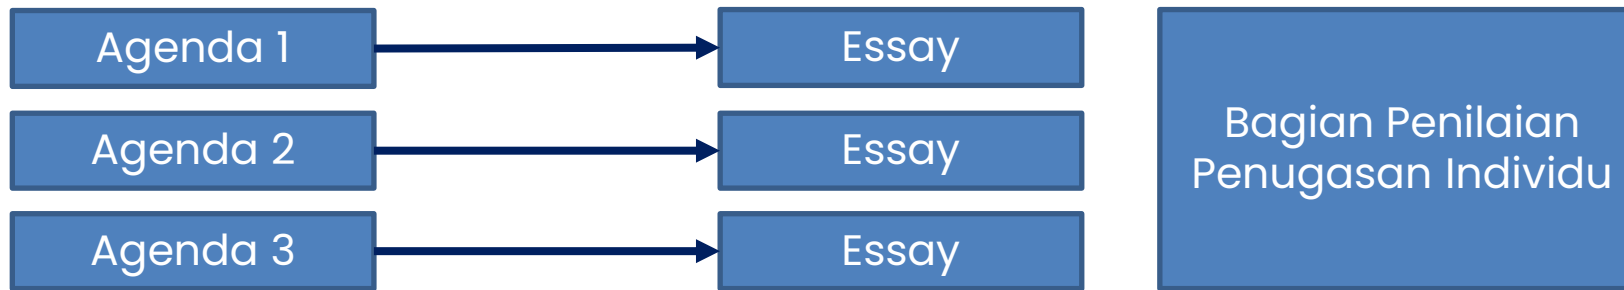 Agenda 1
Essay
Agenda 2
Essay
Agenda 3
Essay
Bagian Penilaian
Penugasan Individu